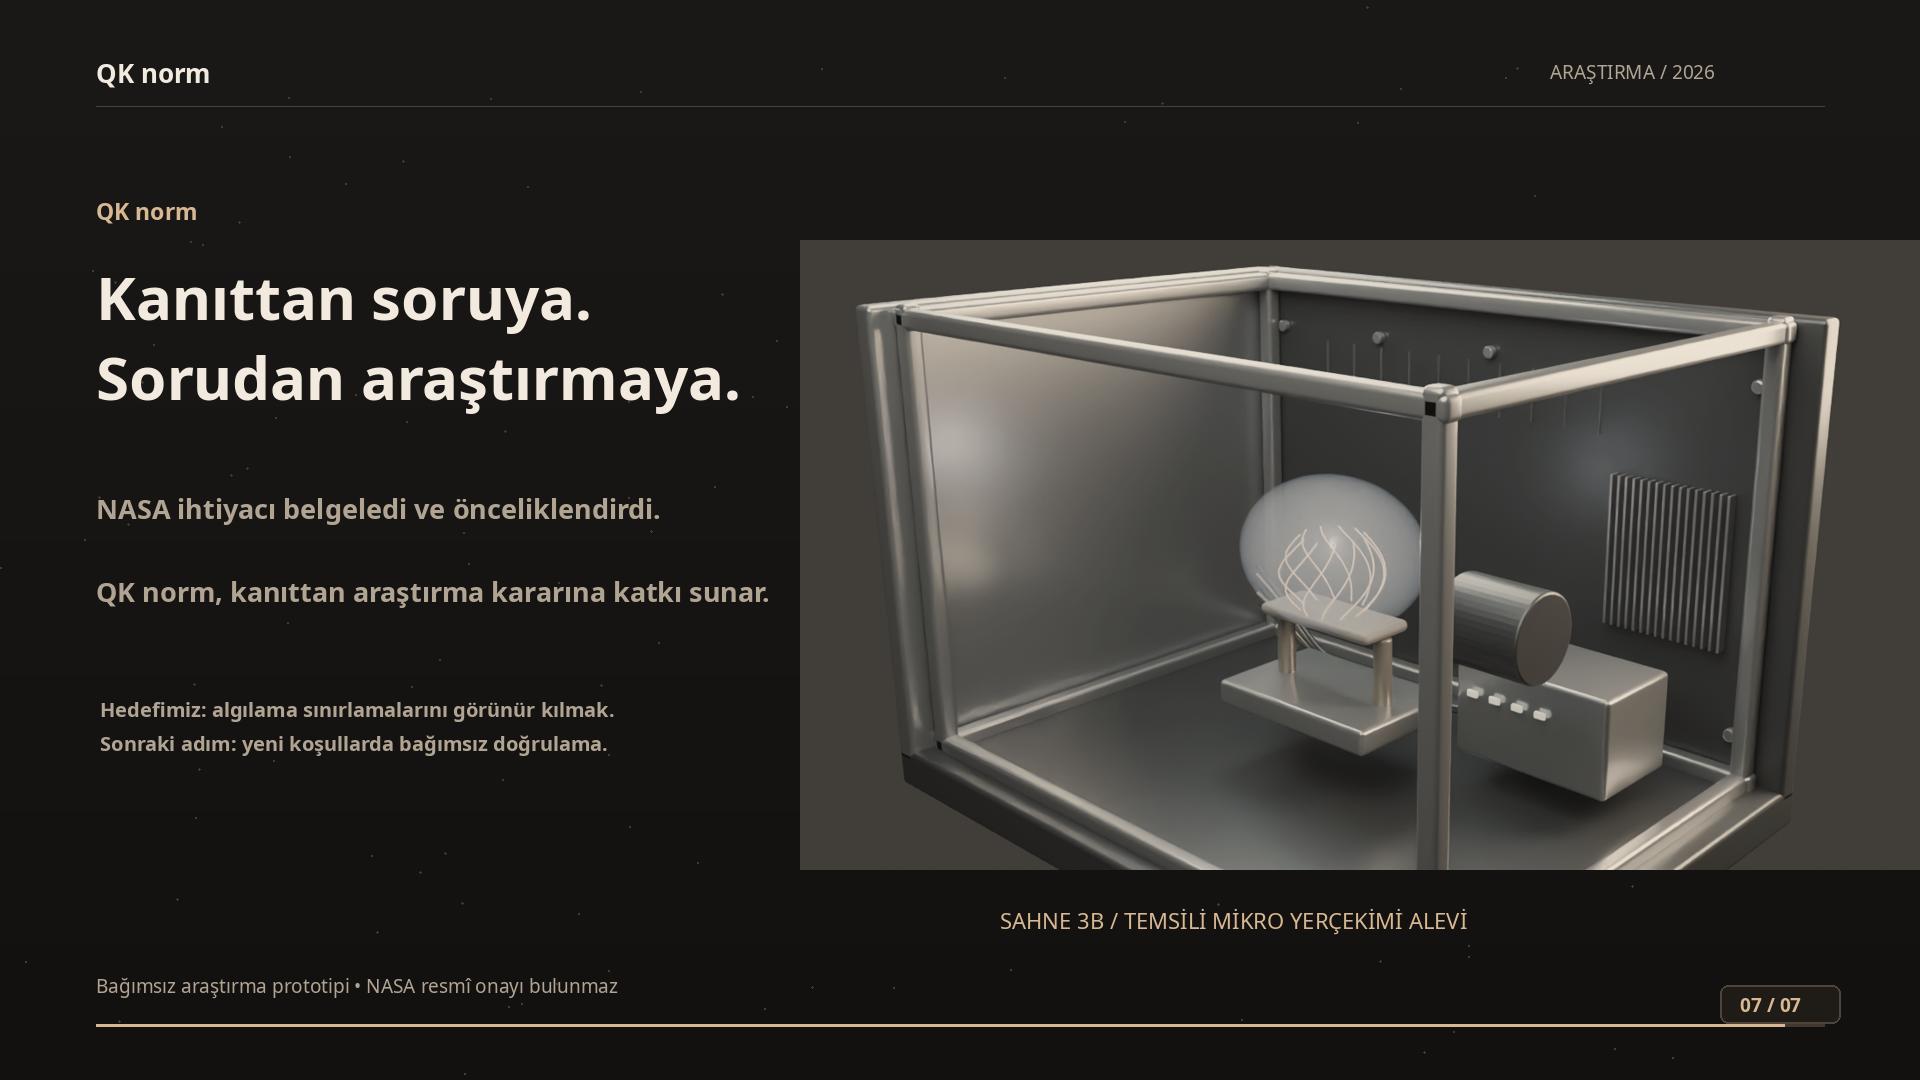 QK norm
ARAŞTIRMA / 2026
QK norm
Kanıttan soruya.
Sorudan araştırmaya.
NASA ihtiyacı belgeledi ve önceliklendirdi.
QK norm, kanıttan araştırma kararına katkı sunar.
Hedefimiz: algılama sınırlamalarını görünür kılmak.
Sonraki adım: yeni koşullarda bağımsız doğrulama.
SAHNE 3B / TEMSİLİ MİKRO YERÇEKİMİ ALEVİ
Bağımsız araştırma prototipi • NASA resmî onayı bulunmaz
07 / 07